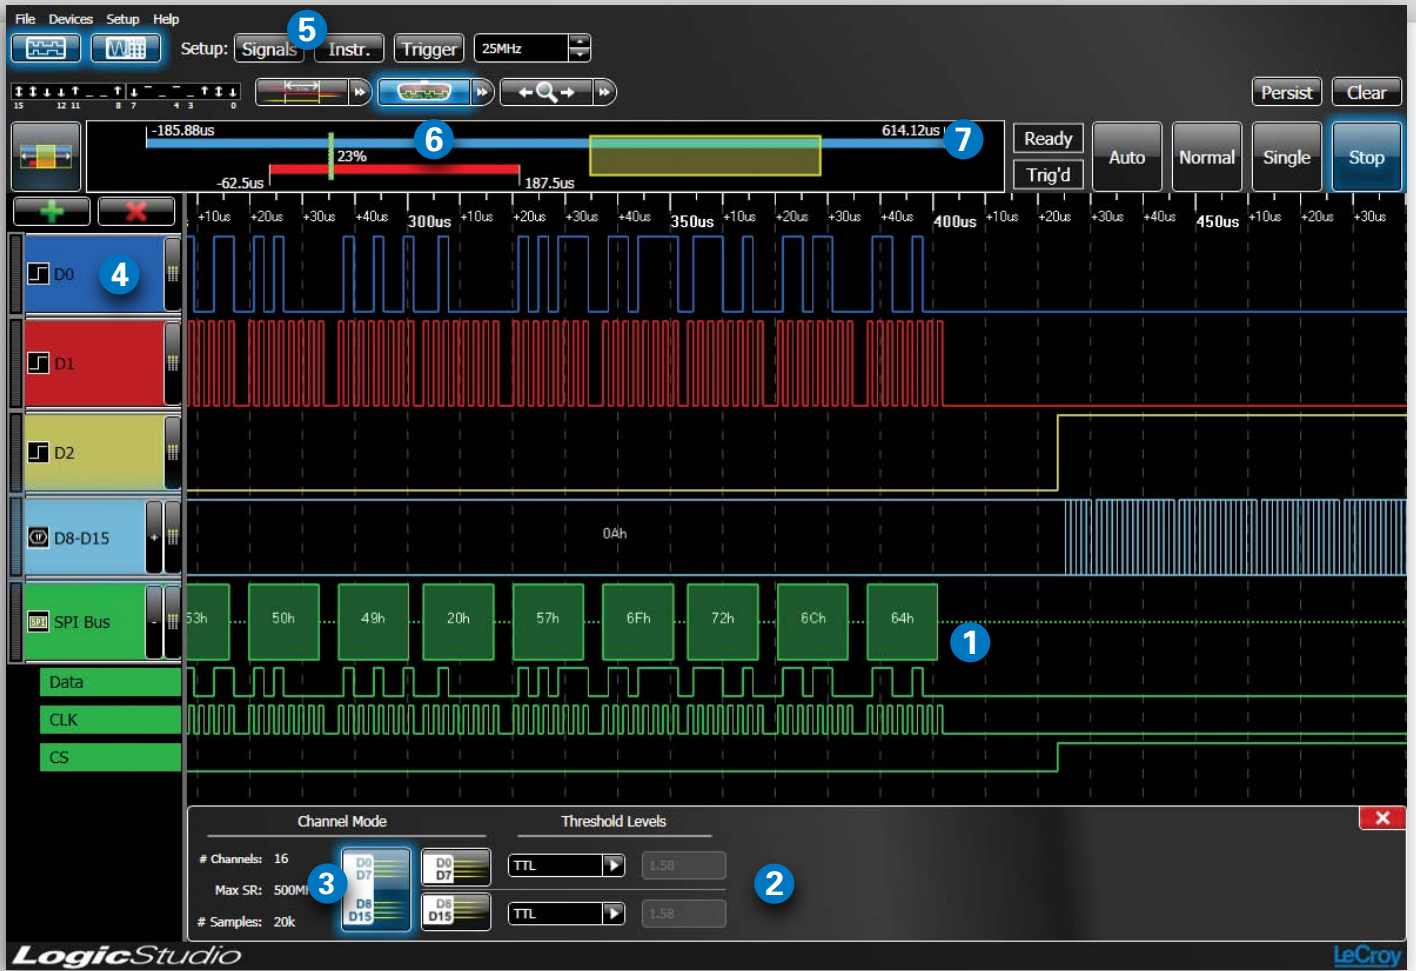 File Devices Setup Help
5
Setup: Signals Instr. Trigger 25MHz
15 12 11 8 7 4 3 0
Persist Clear
-185.88us 6 614.12us 7
23%
-62.5us 187.5us
Ready
Trig'd
Auto Normal Single Stop
+10us +20us +30us +40us 300us +10us +20us +30us +40us 350us +10us +20us +30us +40us 400us +10us +20us +30us +40us 450us +10us +20us +30us
D0 4
D1
D2
D8-D15 + 0Ah
SPI SPI Bus - 53h 50h 49h 20h 57h 6Fh 72h 6Ch 64h
1
Data
CLK
CS
Channel Mode Threshold Levels
# Channels: 16
Max SR: 500M
# Samples: 20k
3
D0
D7
D8
D15
D0
D7
D8
D15
TTL 1.58
TTL 1.58
2
LogicStudio LeCroy